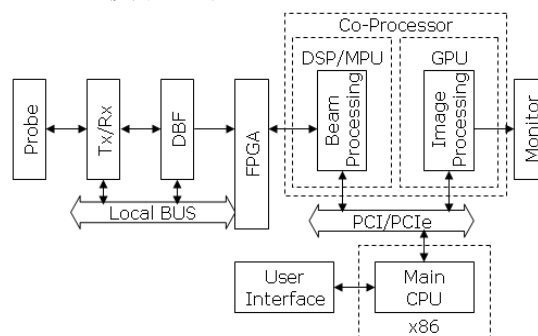 Co-Processor
DSP/MPU
GPU
Probe
Tx/Rx
DBF
FPGA
Beam
Processing
Image
Processing
Monitor
Local BUS
PCI/PCIe
User
Interface
Main
CPU
x86